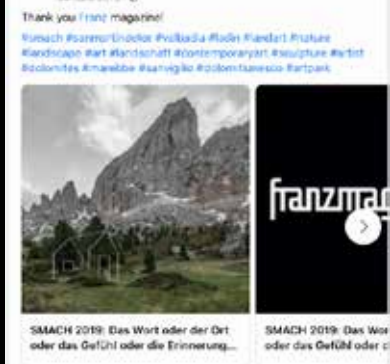 Thank you Franz magazine!
#smach #sanmartindetor #valbadia #ladin #landart #nature
#landscape #art #landschaft #contemporaryart #sculpture #artist
#dolomites #marebbe #sanvigilio #dolomitiunesco #artpark
franzmag
SMACH 2019: Das Wort oder der Ort
oder das Gefühl oder die Erinnerung...
SMACH 2019: Das Wor
oder das Gefühl oder d